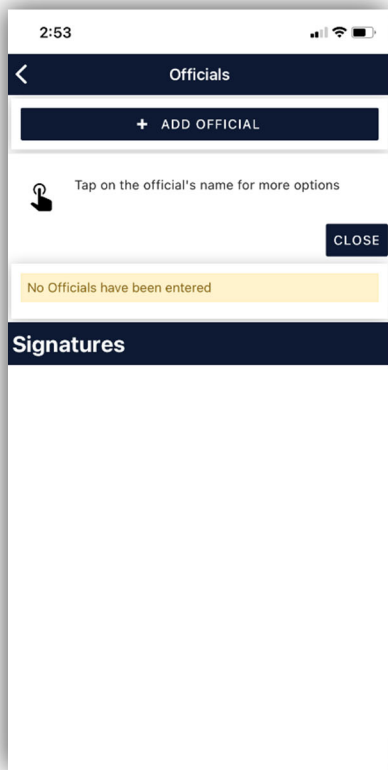 2:53
Officials
+ ADD OFFICIAL
Tap on the official's name for more options
CLOSE
No Officials have been entered
Signatures